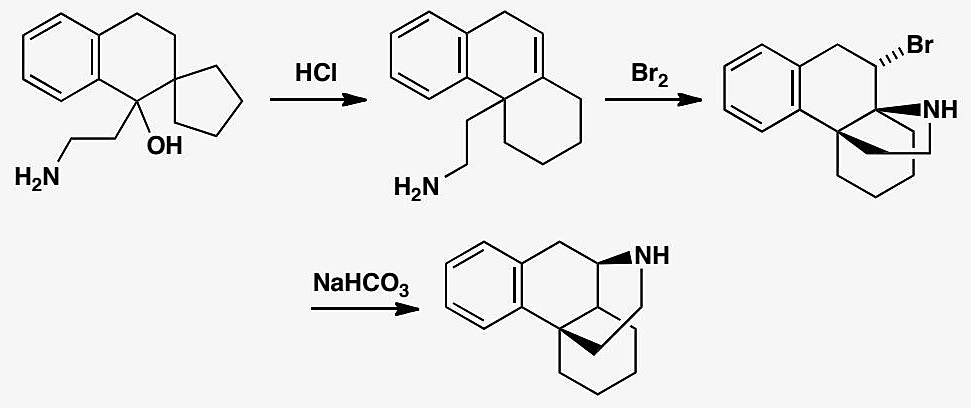 HCl
OH
H₂N
H₂N
Br₂
Br
NH
NaHCO₃
NH